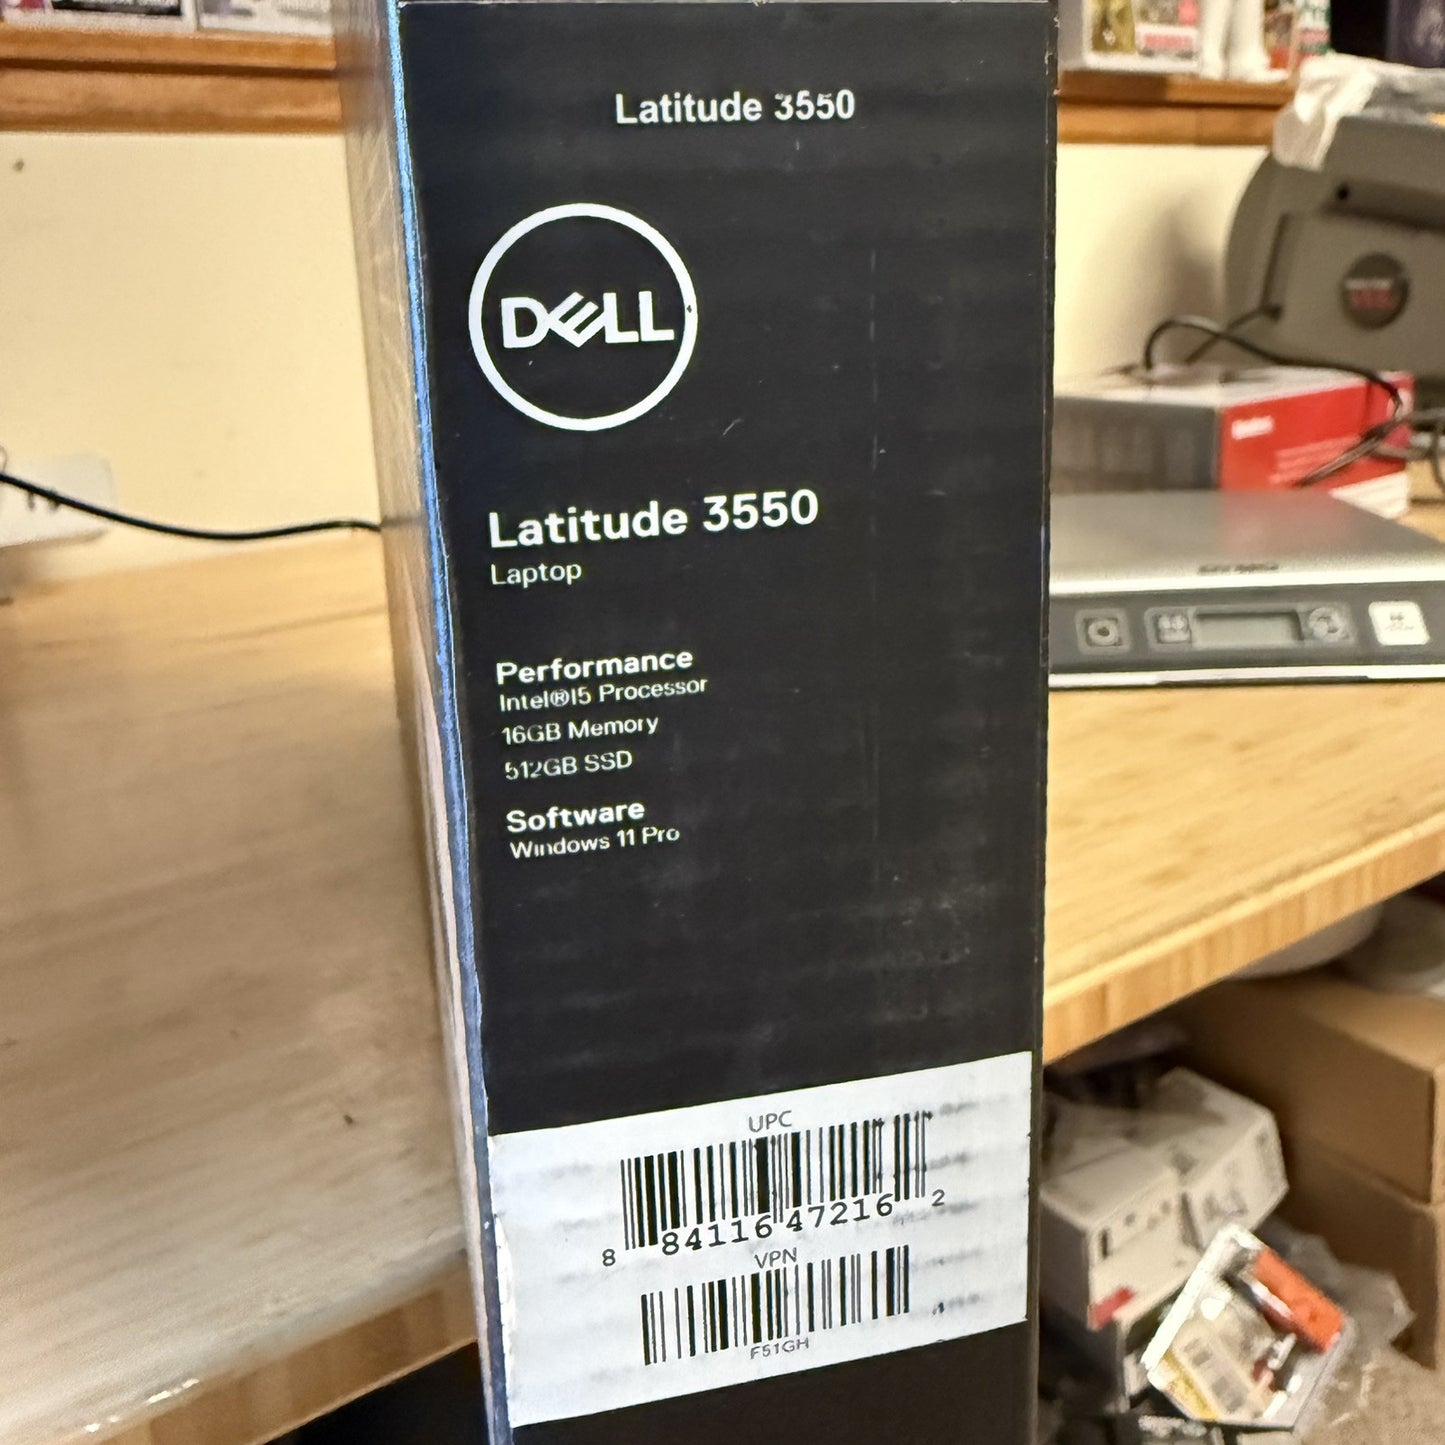 Latitude 3550
DELL
Latitude 3550
Laptop
Performance
Intel®I5 Processor
16GB Memory
512GB SSD
Software
Windows 11 Pro
UPC
8 84116 47216 2
VPN
F51GH